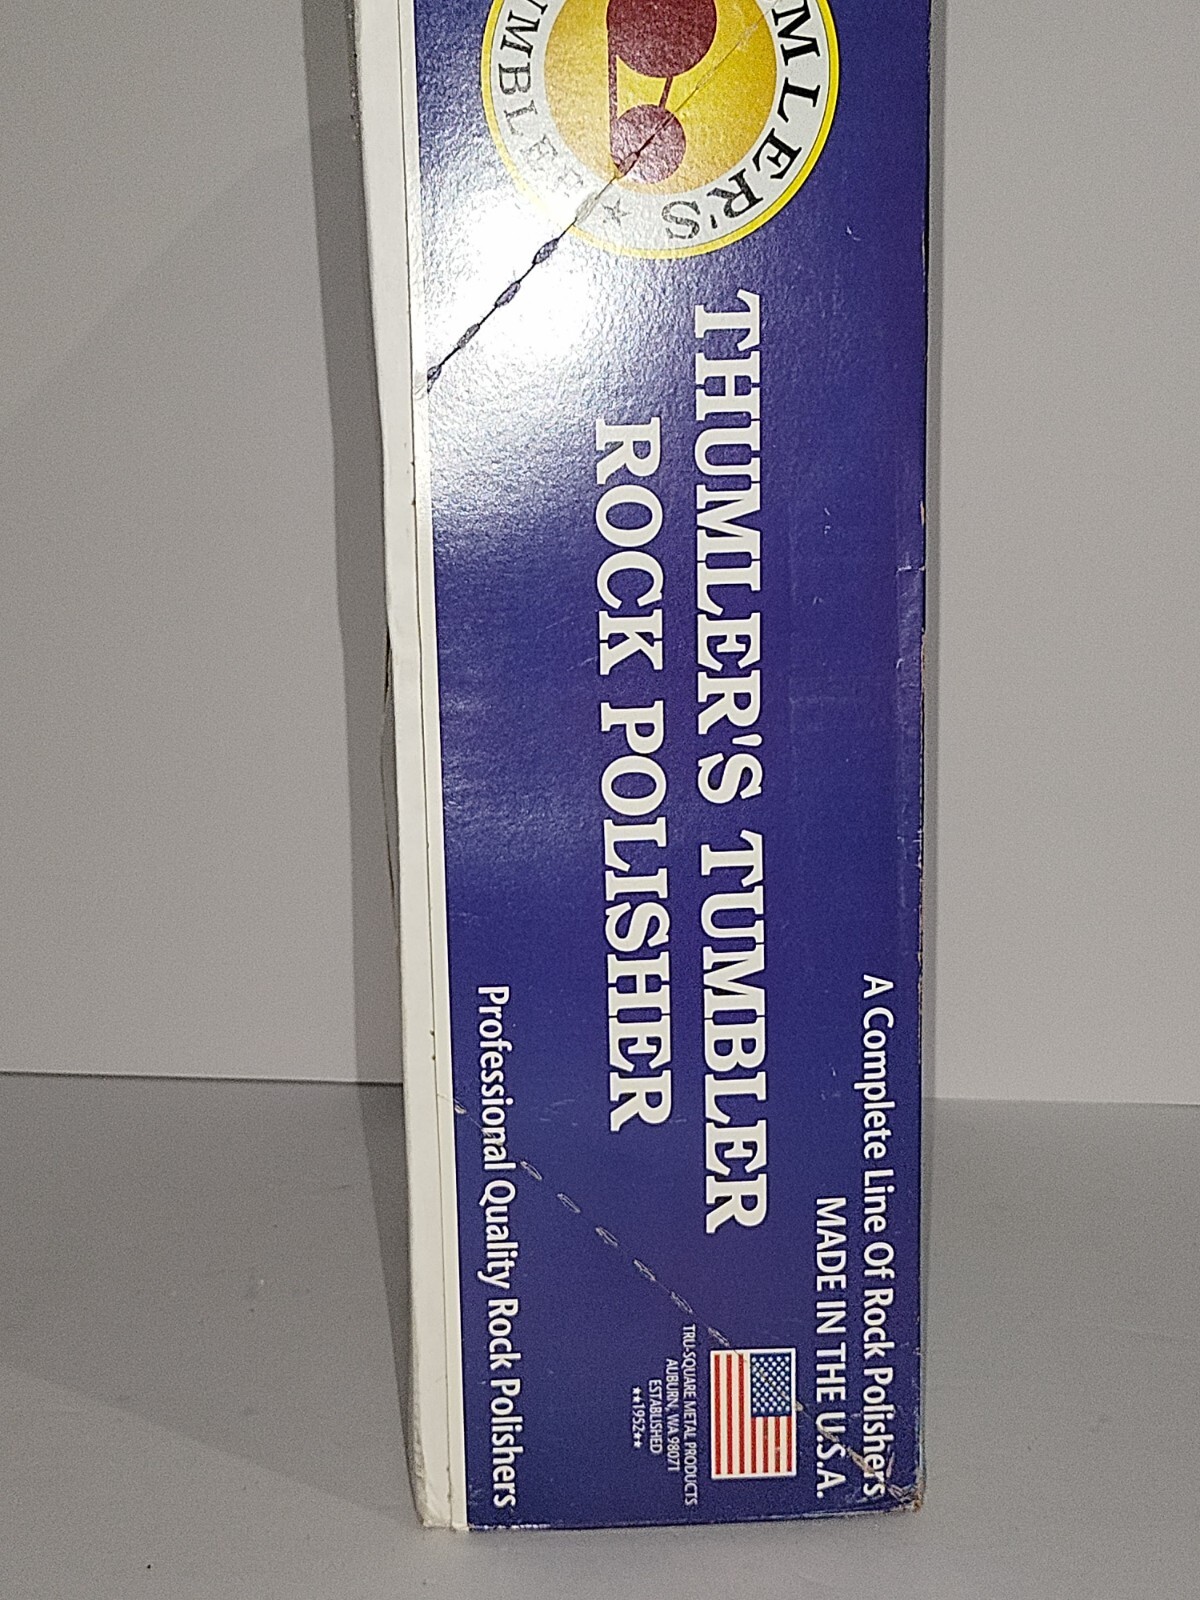 MLER'S
UMBLER
A Complete Line Of Rock Polishers
MADE IN THE U.S.A.
THUMLER'S TUMBLER
ROCK POLISHER
TRU-SQUARE METAL PRODUCTS
AUBURN, WA 98071
ESTABLISHED
★★1952★★
Professional Quality Rock Polishers